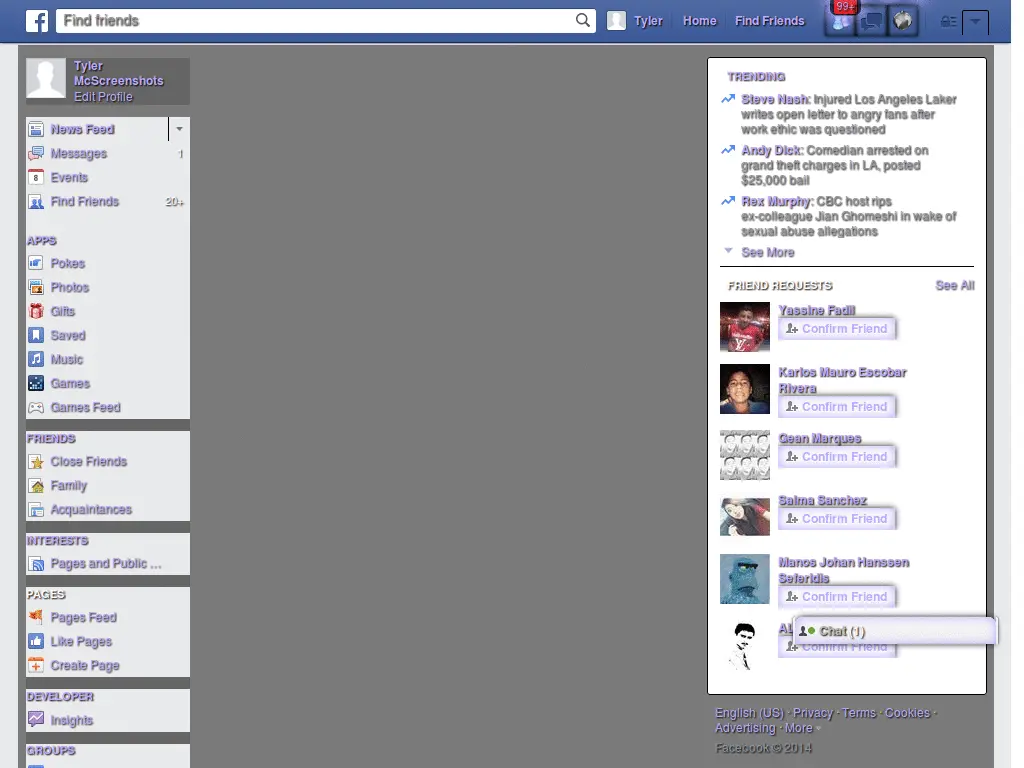 f
Find friends
Tyler
Home
Find Friends
99+
Tyler
McScreenshots
Edit Profile
News Feed
Messages 1
8
Events
Find Friends 20+
APPS
Pokes
Photos
Gifts
Saved
Music
Games
Games Feed
FRIENDS
Close Friends
Family
Acquaintances
INTERESTS
Pages and Public ...
PAGES
Pages Feed
Like Pages
Create Page
DEVELOPER
Insights
GROUPS
TRENDING
Steve Nash: Injured Los Angeles Laker
writes open letter to angry fans after
work ethic was questioned
Andy Dick: Comedian arrested on
grand theft charges in LA, posted
$25,000 bail
Rex Murphy: CBC host rips
ex-colleague Jian Ghomeshi in wake of
sexual abuse allegations
See More
FRIEND REQUESTS See All
Yassine Fadil
Confirm Friend
Karlos Mauro Escobar
Rivera
Confirm Friend
Gean Marques
Confirm Friend
Salma Sanchez
Confirm Friend
Manos Johan Hanssen
Seferidis
Confirm Friend
Chat (1)
Confirm Friend
English (US) · Privacy · Terms · Cookies ·
Advertising · More
Facebook © 2014